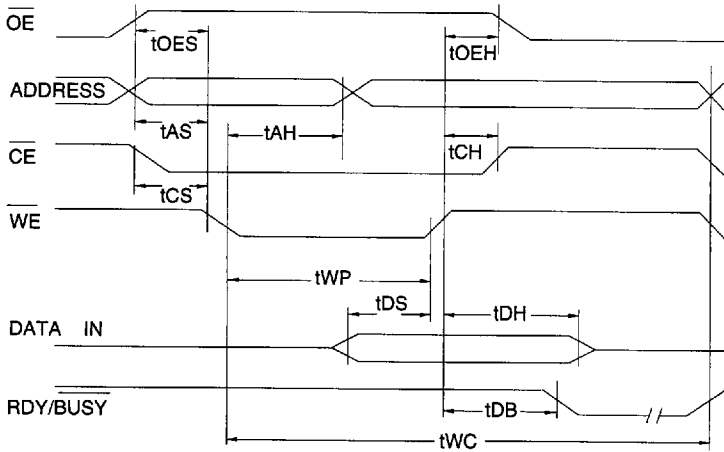 OE
tOES
tOEH
ADDRESS
tAS
tAH
tCH
CE
tCS
WE
tWP
tDS
tDH
DATA IN
RDY/BUSY
tDB
tWC